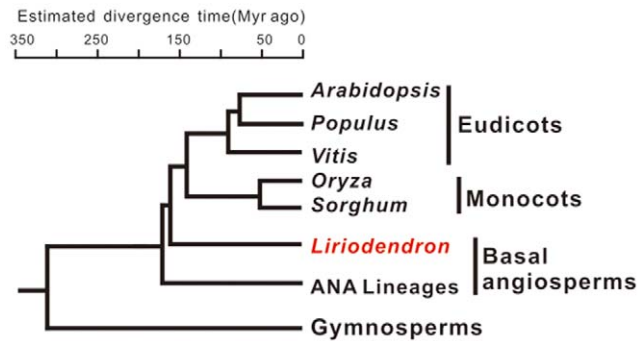 Estimated divergence time(Myr ago)
350 250 150 50 0
Arabidopsis
Populus
Eudicots
Vitis
Oryza
Monocots
Sorghum
Liriodendron
Basal
angiosperms
ANA Lineages
Gymnosperms